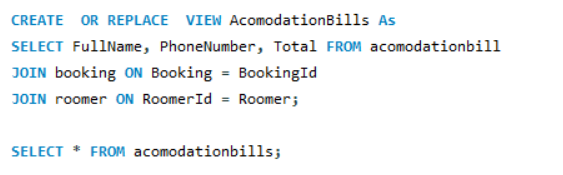 CREATE  OR REPLACE  VIEW AcomodationBills As
SELECT FullName, PhoneNumber, Total FROM acomodationbill
JOIN booking ON Booking = BookingId
JOIN roomer ON RoomerId = Roomer;
SELECT * FROM acomodationbills;